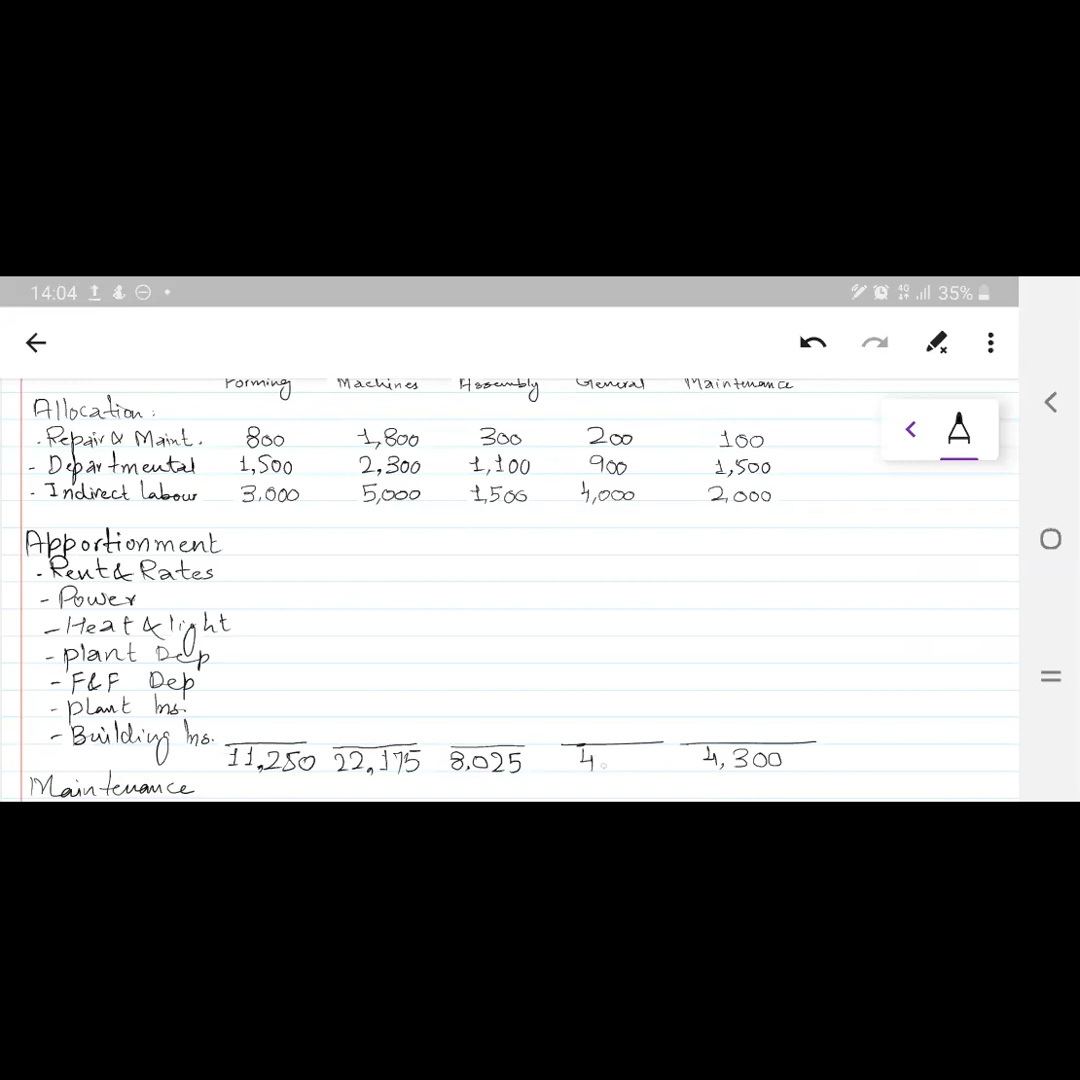 14:04 35%
Forming Machines Assembly General Maintenance
Allocation:
- Repair & Maint. 800 1,800 300 200 100
- Departmental 1,500 2,300 1,100 900 1,500
- Indirect labour 3,000 5,000 1,500 4,000 2,000
Apportionment
- Rent & Rates
- Power
- Heat & light
- plant Dep
- F&F Dep
- plant Ins.
- Building Ins.
11,250 22,175 8,025 4 4,300
Maintenance